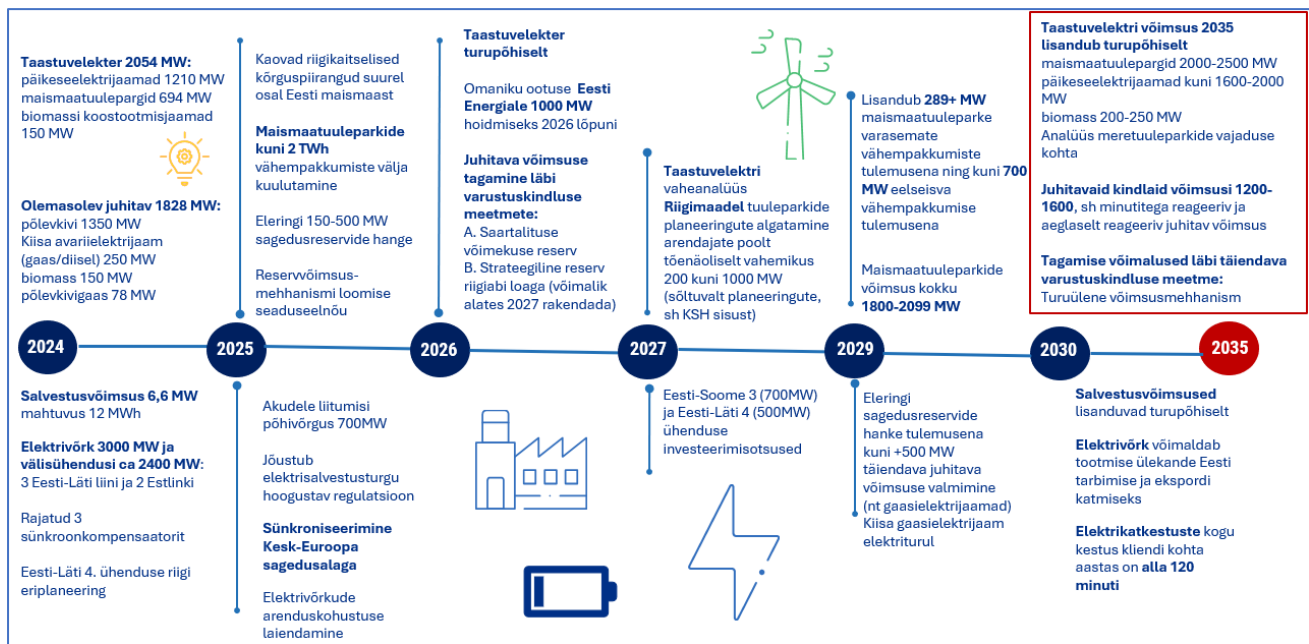 Taastuvelekter 2054 MW:
päikeseelektrijaamad 1210 MW
maismaatuulepargid 694 MW
biomassi koostootmisjaamad
150 MW
Olemasolev juhitav 1828 MW:
põlevkivi 1350 MW
Kiisa avariielektrijaam
(gaas/diisel) 250 MW
biomass 150 MW
põlevkivigaas 78 MW
Kaovad riigikaitselised
kõrguspiirangud suurel
osal Eesti maismaast
Maismaatuuleparkide
kuni 2 TWh
vähempakkumiste välja
kuulutamine
Eleringi 150-500 MW
sagedusreservide hange
Reservvõimsus-
mehhanismi loomise
seaduseelnõu
Taastuvelekter
turupõhiselt
Omaniku ootuse Eesti
Energiale 1000 MW
hoidmiseks 2026 lõpuni
Juhitava võimsuse
tagamine läbi
varustuskindluse
meetmete:
A. Saartalituse
võimekuse reserv
B. Strateegiline reserv
riigiabi loaga (võimalik
alates 2027 rakendada)
Taastuvelektri
vaheanalüüs
Riigimaadel tuuleparkide
planeeringute algatamine
arendajate poolt
tõenäoliselt vahemikus
200 kuni 1000 MW
(sõltuvalt planeeringute,
sh KSH sisust)
Lisandub 289+ MW
maismaatuuleparke
varasemate
vähempakkumiste
tulemusena ning kuni 700
MW eelseisva
vähempakkumise
tulemusena
Maismaatuuleparkide
võimsus kokku
1800-2099 MW
Taastuvelektri võimsus 2035
lisandub turupõhiselt
maismaatuulepargid 2000-2500 MW
päikeseelektrijaamad kuni 1600-2000
MW
biomass 200-250 MW
Analüüs meretuuleparkide vajaduse
kohta
Juhitavaid kindlaid võimsusi 1200-
1600, sh minutitega reageeriv ja
aeglaselt reageeriv juhitav võimsus
Tagamise võimalused läbi täiendava
varustuskindluse meetme:
Turuülene võimsusmehhanism
2024
2025
2026
2027
2029
2030
2035
Salvestusvõimsus 6,6 MW
mahtuvus 12 MWh
Elektrivõrk 3000 MW ja
välisühendusi ca 2400 MW:
3 Eesti-Läti liini ja 2 Estlinki
Rajatud 3
sünkroonkompensaatorit
Eesti-Läti 4. ühenduse riigi
eriplaneering
Akudele liitumisi
põhivõrgus 700MW
Jõustub
elektrisalvestusturgu
hoogustav regulatsioon
Sünkroniseerimine
Kesk-Euroopa
sagedusalaga
Elektrivõrkude
arenduskohustuse
laiendamine
Eesti-Soome 3 (700MW)
ja Eesti-Läti 4 (500MW)
ühenduse
investeerimisotsused
Eleringi
sagedusreservide
hanke tulemusena
kuni +500 MW
täiendava juhitava
võimsuse valmimine
(nt gaasielektrijaamad)
Kiisa gaasielektrijaam
elektriturul
Salvestusvõimsused
lisanduvad turupõhiselt
Elektrivõrk võimaldab
tootmise ülekande Eesti
tarbimise ja ekspordi
katmiseks
Elektrikatkestuste kogu
kestus kliendi kohta
aastas on alla 120
minuti